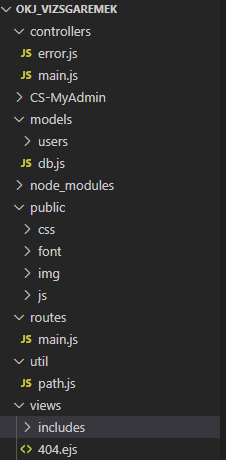 OKJ_VIZSGAREMEK
controllers
JS error.js
JS main.js
CS-MyAdmin
models
users
JS db.js
node_modules
public
css
font
img
js
routes
JS main.js
util
JS path.js
views
includes
<> 404.ejs